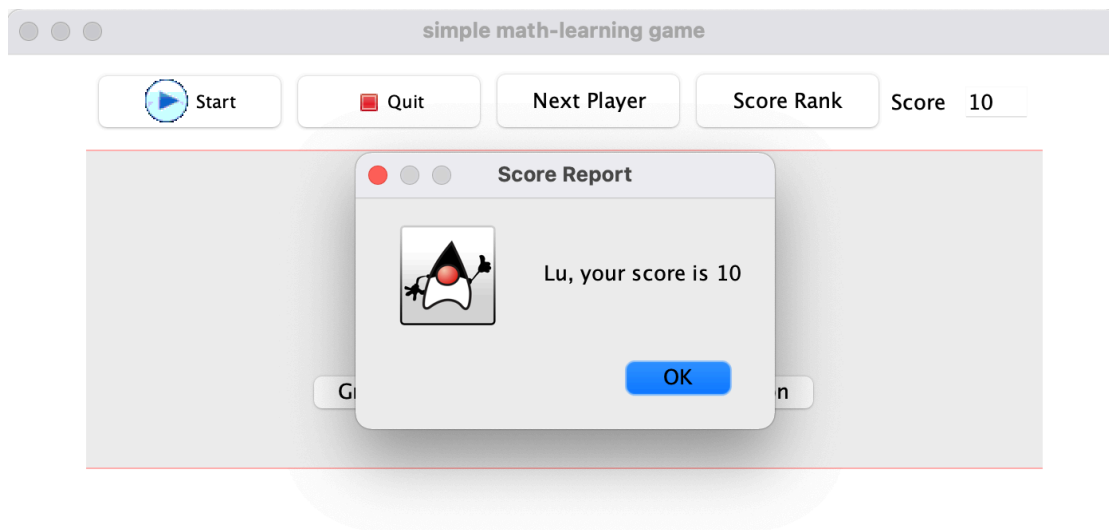 simple math-learning game
Start Quit Next Player Score Rank Score 10
Score Report
Lu, your score is 10
OK